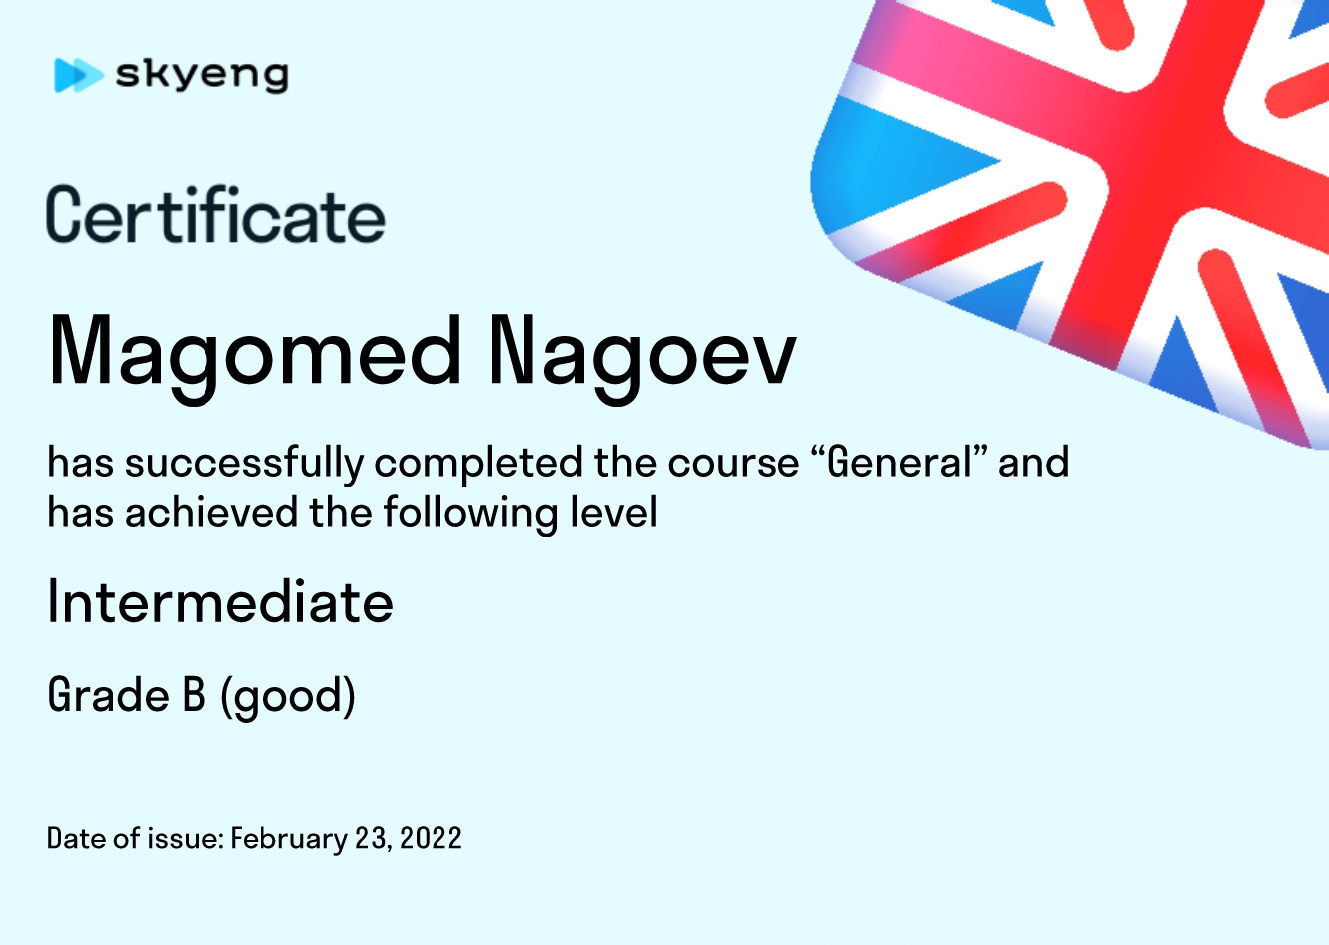 skyeng
Certificate
Magomed Nagoev
has successfully completed the course “General” and
has achieved the following level
Intermediate
Grade B (good)
Date of issue: February 23, 2022